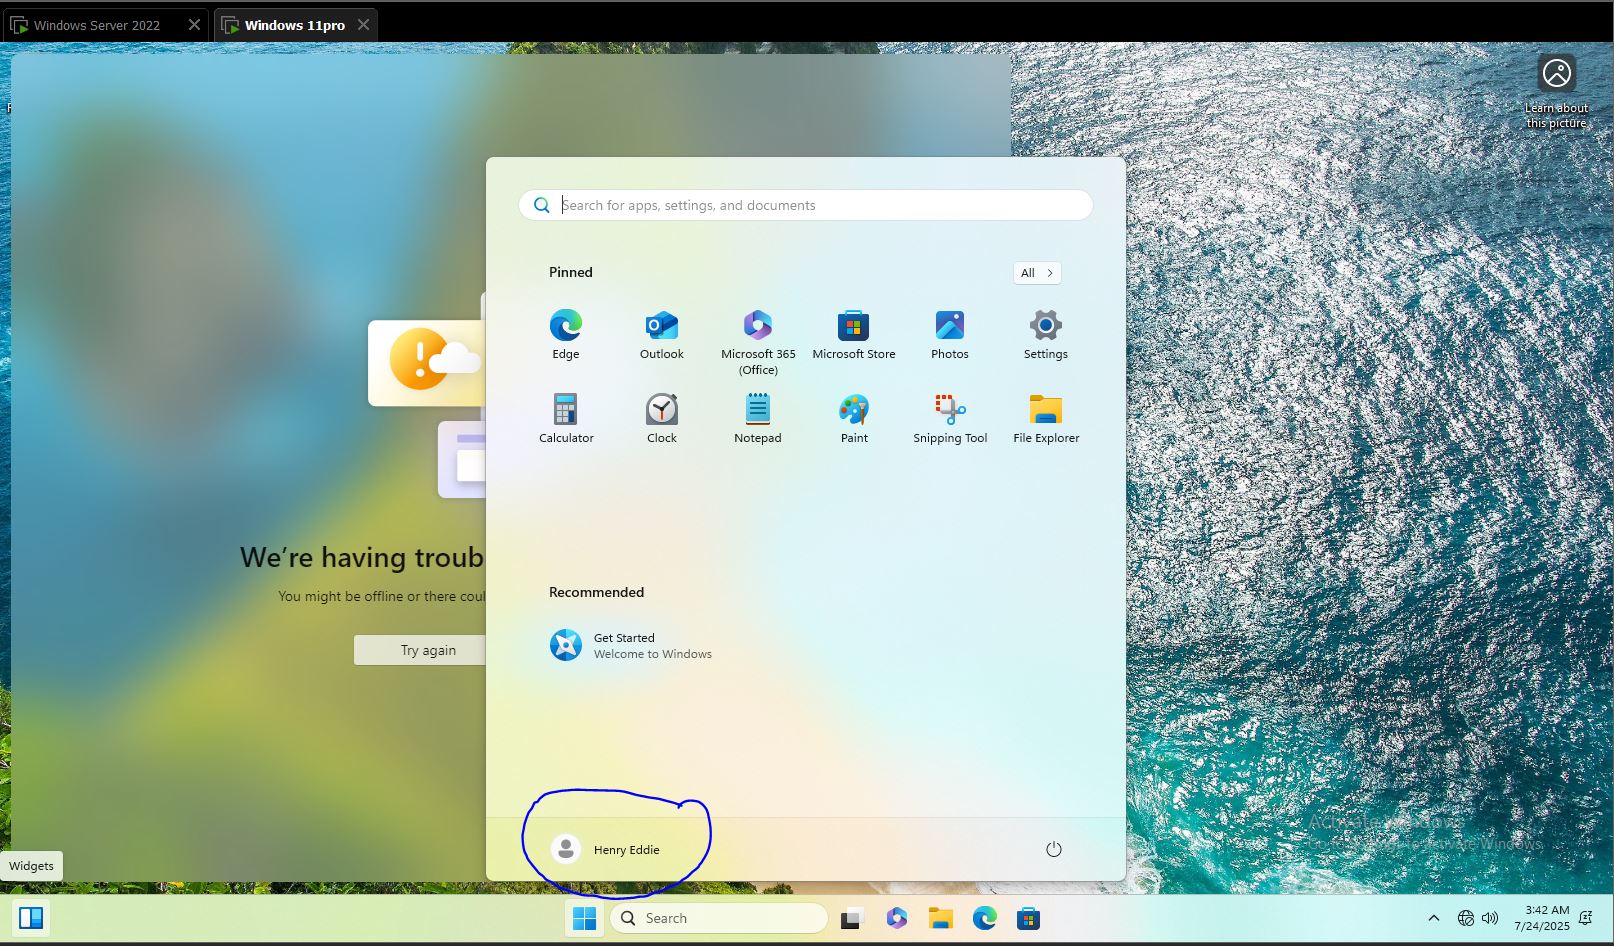 Windows Server 2022
Windows 11pro
Learn about
this picture
Search for apps, settings, and documents
Pinned
All
Edge
Outlook
Microsoft 365
(Office)
Microsoft Store
Photos
Settings
Calculator
Clock
Notepad
Paint
Snipping Tool
File Explorer
We're having troub
You might be offline or there coul
Try again
Recommended
Get Started
Welcome to Windows
Henry Eddie
Activate Windows
Go to Settings to activate Windows.
Widgets
Search
3:42 AM
7/24/2025